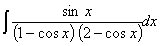 ∫ sin x / ((1−cos x) (2−cos x)) dx